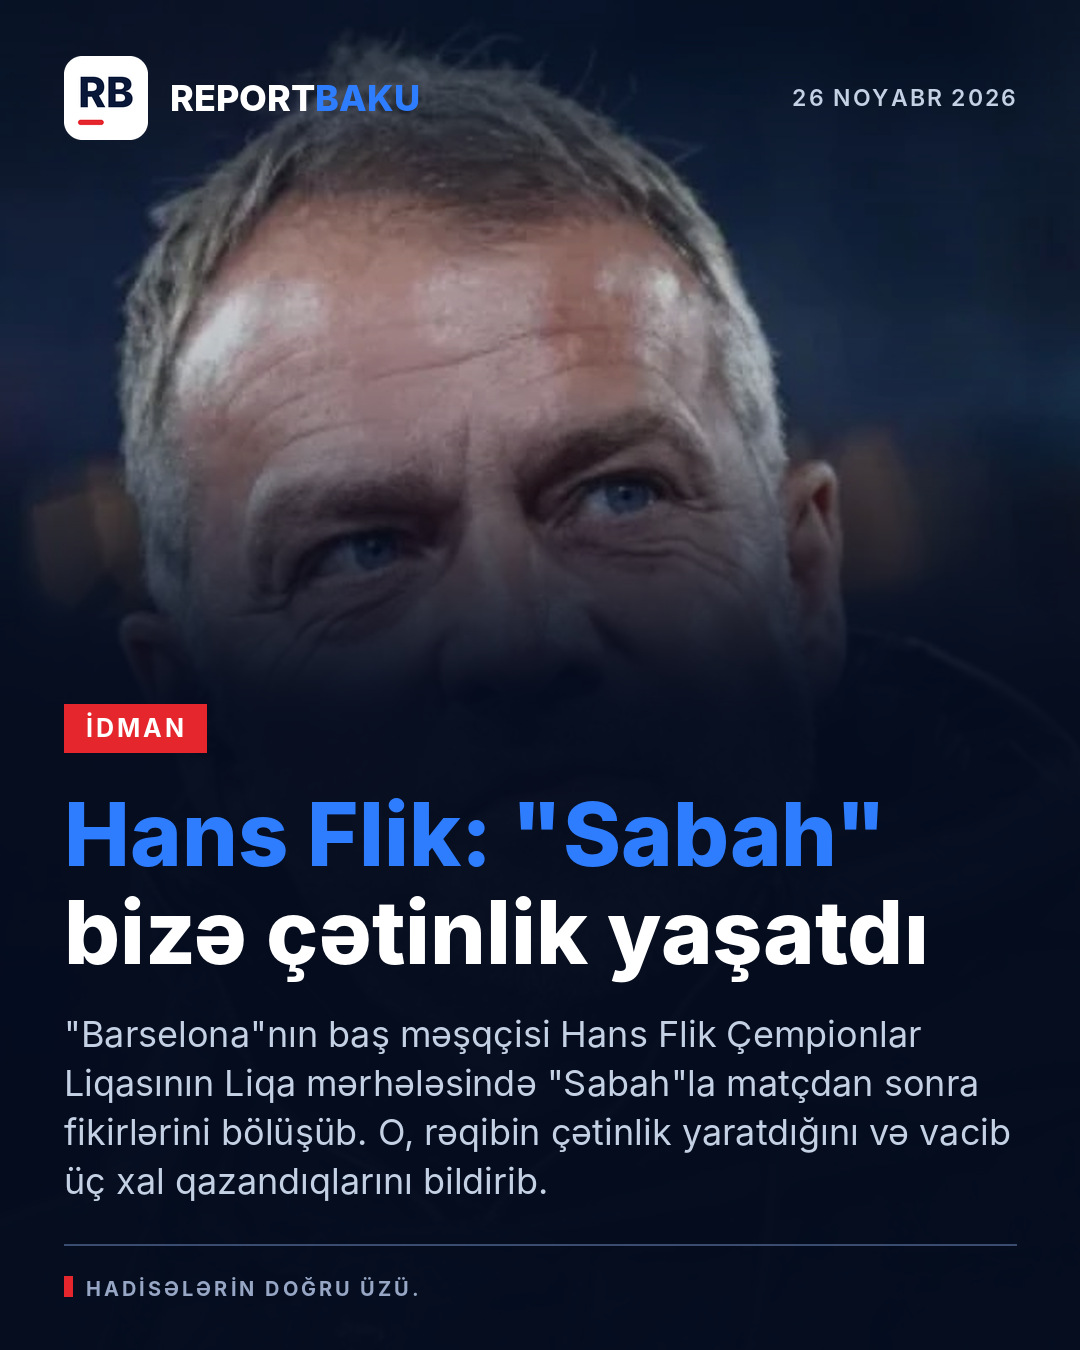 RB
REPORTBAKU
26 NOYABR 2026
İDMAN
Hans Flik: "Sabah"
bizə çətinlik yaşatdı
"Barselona"nın baş məşqçisi Hans Flik Çempionlar
Liqasının Liqa mərhələsində "Sabah"la matçdan sonra
fikirlərini bölüşüb. O, rəqibin çətinlik yaratdığını və vacib
üç xal qazandıqlarını bildirib.
HADİSƏLƏRİN DOĞRU ÜZÜ.